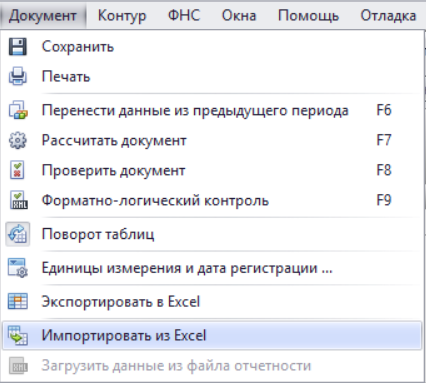 Документ Контур ФНС Окна Помощь Отладка
Сохранить
Печать
Перенести данные из предыдущего периода F6
Рассчитать документ F7
Проверить документ F8
Форматно-логический контроль F9
Поворот таблиц
Единицы измерения и дата регистрации ...
Экспортировать в Excel
Импортировать из Excel
Загрузить данные из файла отчетности